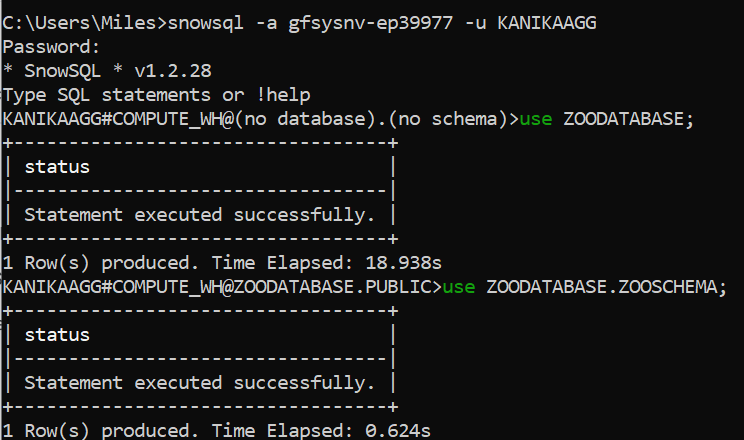 C:\Users\Miles>snowsql -a gfsysnv-ep39977 -u KANIKAAGG
Password:
* SnowSQL * v1.2.28
Type SQL statements or !help
KANIKAAGG#COMPUTE_WH@(no database).(no schema)>use ZOODATABASE;
+----------------------------------+
| status                           |
|----------------------------------|
| Statement executed successfully. |
+----------------------------------+
1 Row(s) produced. Time Elapsed: 18.938s
KANIKAAGG#COMPUTE_WH@ZOODATABASE.PUBLIC>use ZOODATABASE.ZOOSCHEMA;
+----------------------------------+
| status                           |
|----------------------------------|
| Statement executed successfully. |
+----------------------------------+
1 Row(s) produced. Time Elapsed: 0.624s